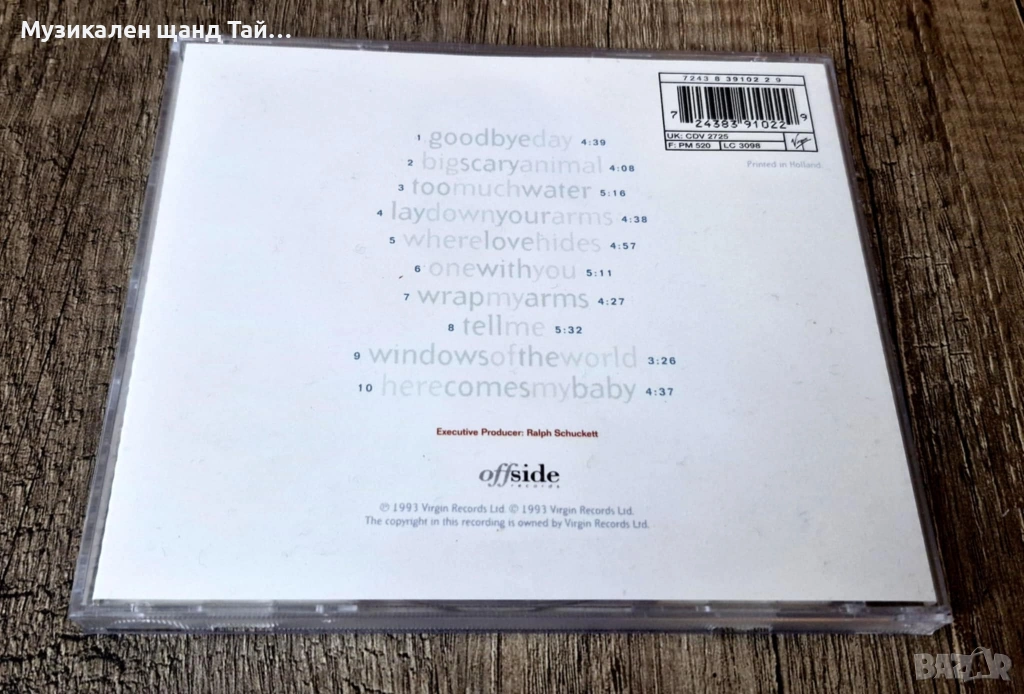 Музикален щанд Тай...
7243 8 39102 2 9
7 24383 91022 9
UK: CDV 2725
F: PM 520 LC 3098 Virgin
Printed in Holland
1 goodbyeday 4:39
2 bigscaryanimal 4:08
3 toomuchwater 5:16
4 laydownyourarms 4:38
5 wherelovehides 4:57
6 onewithyou 5:11
7 wrapmyarms 4:27
8 tellme 5:32
9 windowsoftheworld 3:26
10 herecomesmybaby 4:37
Executive Producer: Ralph Schuckett
offside
records
℗ 1993 Virgin Records Ltd. © 1993 Virgin Records Ltd.
The copyright in this recording is owned by Virgin Records Ltd.
BAZAR